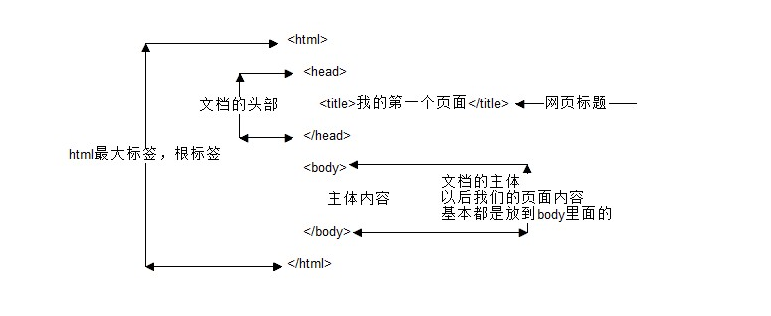 <html>
<head>
文档的头部
<title>我的第一个页面</title> 网页标题
</head>
html最大标签，根标签
<body>
文档的主体
以后我们的页面内容
基本都是放到body里面的
主体内容
</body>
</html>